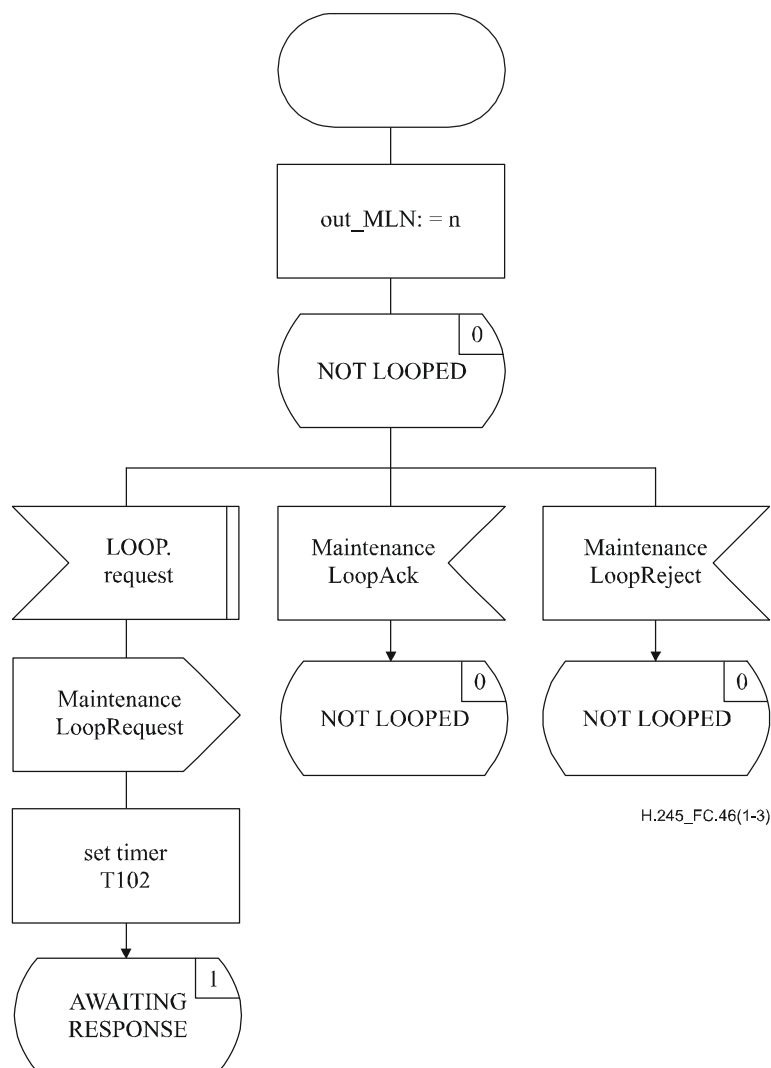 out_MLN: = n
0
NOT LOOPED
LOOP.
request
Maintenance
LoopAck
Maintenance
LoopReject
Maintenance
LoopRequest
0
NOT LOOPED
0
NOT LOOPED
set timer
T102
H.245_FC.46(1-3)
1
AWAITING
RESPONSE